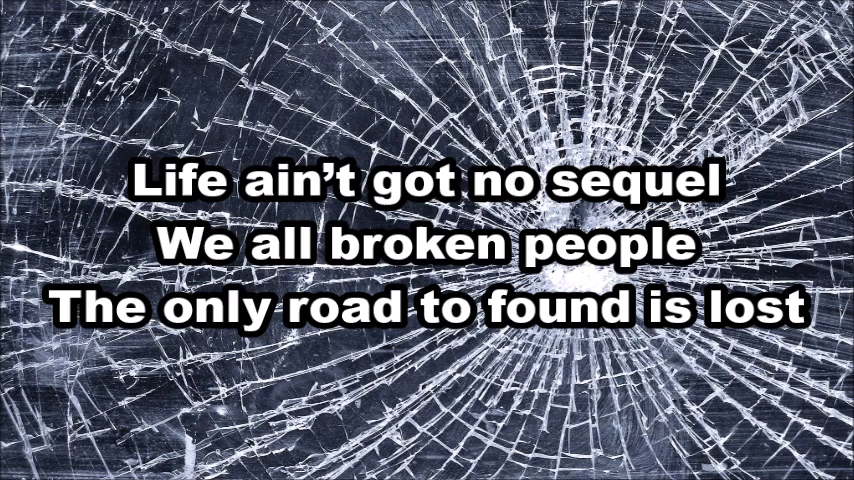 Life ain’t got no sequel
We all broken people
The only road to found is lost